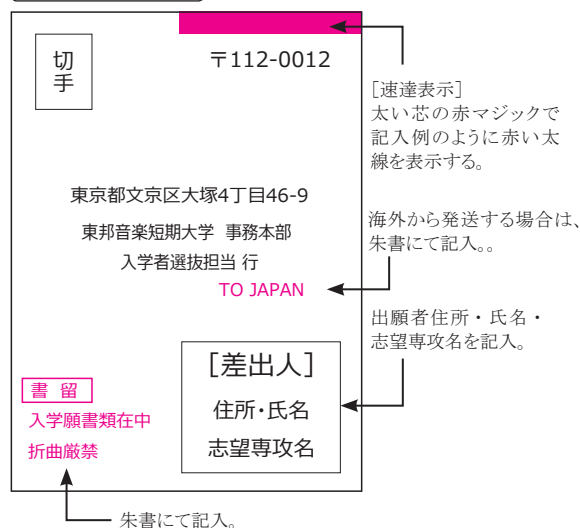 切手
〒112-0012
［速達表示］
太い芯の赤マジックで
記入例のように赤い太
線を表示する。
東京都文京区大塚4丁目46-9
東邦音楽短期大学 事務本部
入学者選抜担当 行
TO JAPAN
海外から発送する場合は、
朱書にて記入。。
出願者住所・氏名・
志望専攻名を記入。
［差出人］
住所・氏名
志望専攻名
書 留
入学願書類在中
折曲厳禁
朱書にて記入。